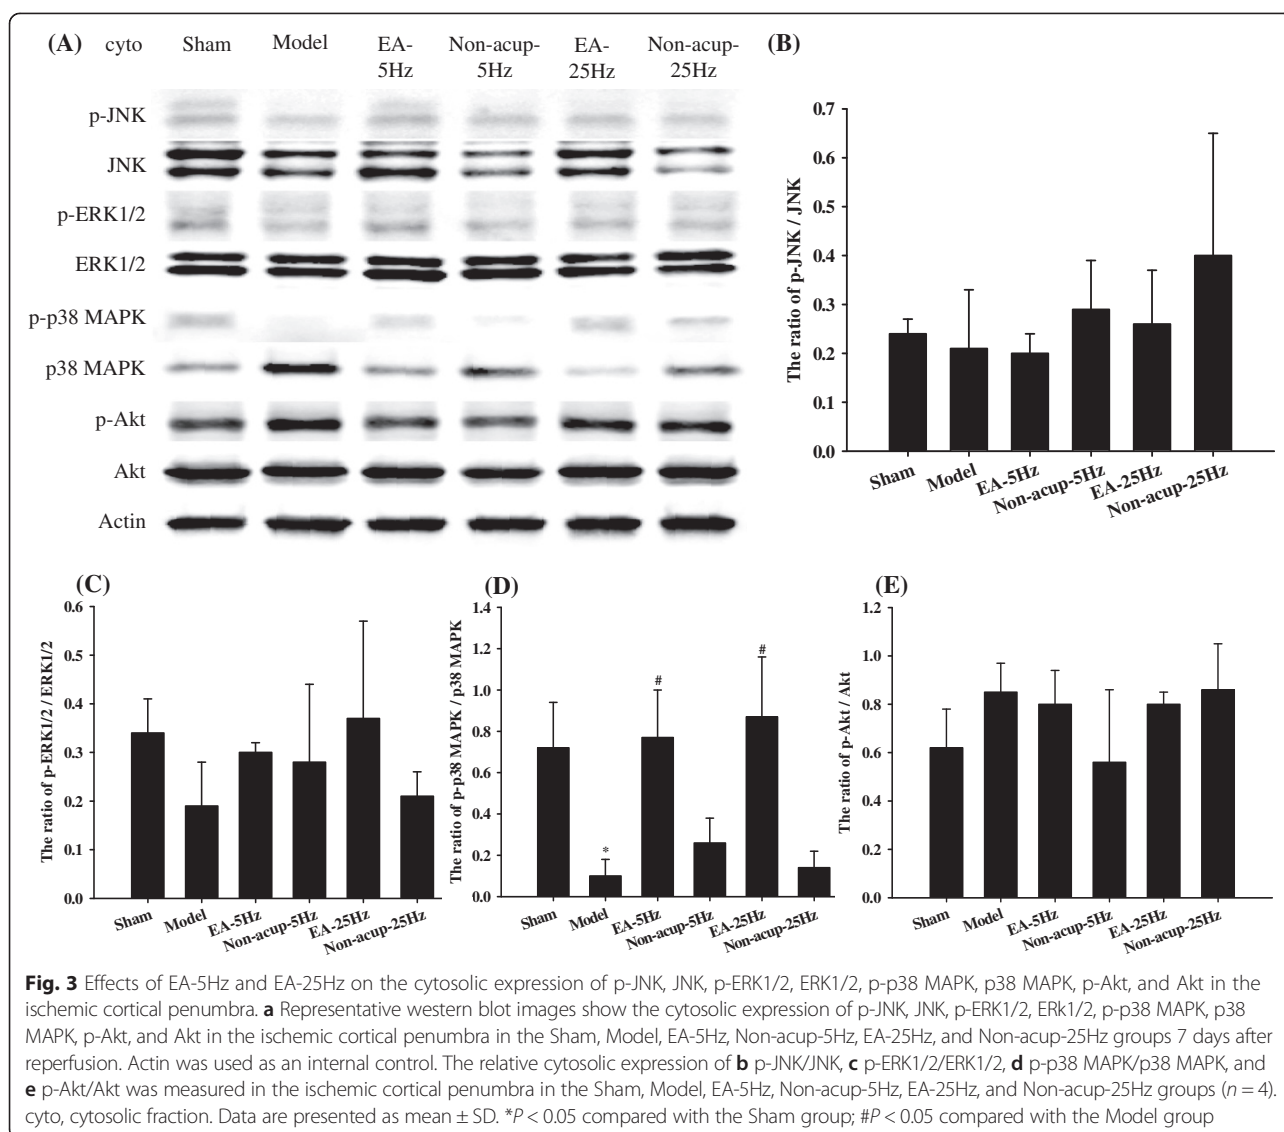 (A) cyto Sham Model EA- Non-acup- EA- Non-acup-
5Hz 5Hz 25Hz 25Hz
p-JNK
JNK
p-ERK1/2
ERK1/2
p-p38 MAPK
p38 MAPK
p-Akt
Akt
Actin
(B)
The ratio of p-JNK / JNK
0.7
0.6
0.5
0.4
0.3
0.2
0.1
0.0
Sham Model EA-5Hz Non-acup-5Hz EA-25Hz Non-acup-25Hz
(C)
The ratio of p-ERK1/2 / ERK1/2
0.6
0.5
0.4
0.3
0.2
0.1
0.0
Sham Model EA-5Hz Non-acup-5Hz EA-25Hz Non-acup-25Hz
(D)
The ratio of p-p38 MAPK / p38 MAPK
1.4
1.2
1.0
0.8
0.6
0.4
0.2
0.0
* # #
Sham Model EA-5Hz Non-acup-5Hz EA-25Hz Non-acup-25Hz
(E)
The ratio of p-Akt / Akt
1.2
1.0
0.8
0.6
0.4
0.2
0.0
Sham Model EA-5Hz Non-acup-5Hz EA-25Hz Non-acup-25Hz
Fig. 3 Effects of EA-5Hz and EA-25Hz on the cytosolic expression of p-JNK, JNK, p-ERK1/2, ERK1/2, p-p38 MAPK, p38 MAPK, p-Akt, and Akt in the
ischemic cortical penumbra. a Representative western blot images show the cytosolic expression of p-JNK, JNK, p-ERK1/2, ERk1/2, p-p38 MAPK, p38
MAPK, p-Akt, and Akt in the ischemic cortical penumbra in the Sham, Model, EA-5Hz, Non-acup-5Hz, EA-25Hz, and Non-acup-25Hz groups 7 days after
reperfusion. Actin was used as an internal control. The relative cytosolic expression of b p-JNK/JNK, c p-ERK1/2/ERK1/2, d p-p38 MAPK/p38 MAPK, and
e p-Akt/Akt was measured in the ischemic cortical penumbra in the Sham, Model, EA-5Hz, Non-acup-5Hz, EA-25Hz, and Non-acup-25Hz groups (n = 4).
cyto, cytosolic fraction. Data are presented as mean ± SD. *P < 0.05 compared with the Sham group; #P < 0.05 compared with the Model group